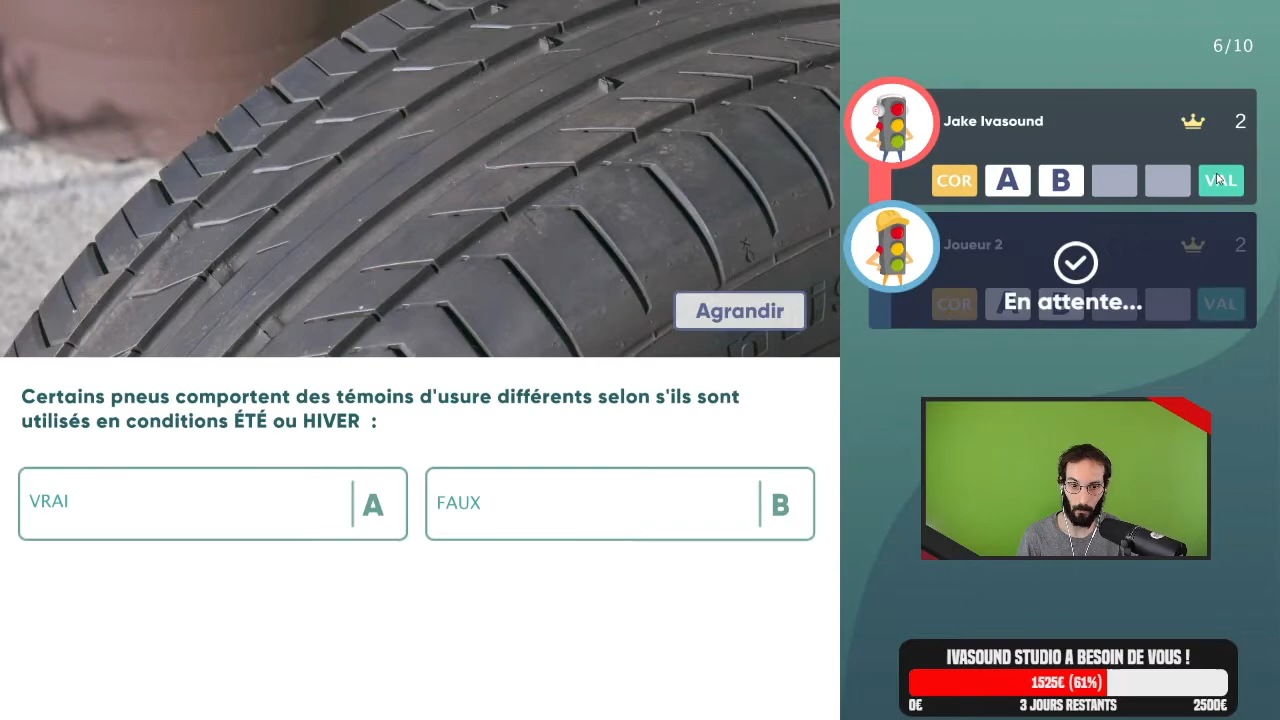 6/10
Jake Ivasound
2
COR
A
B
VAL
Joueur 2
2
En attente...
COR
VAL
Agrandir
Certains pneus comportent des témoins d'usure différents selon s'ils sont
utilisés en conditions ÉTÉ ou HIVER :
VRAI
A
FAUX
B
IVASOUND STUDIO A BESOIN DE VOUS !
1525€ (61%)
0€
3 JOURS RESTANTS
2500€